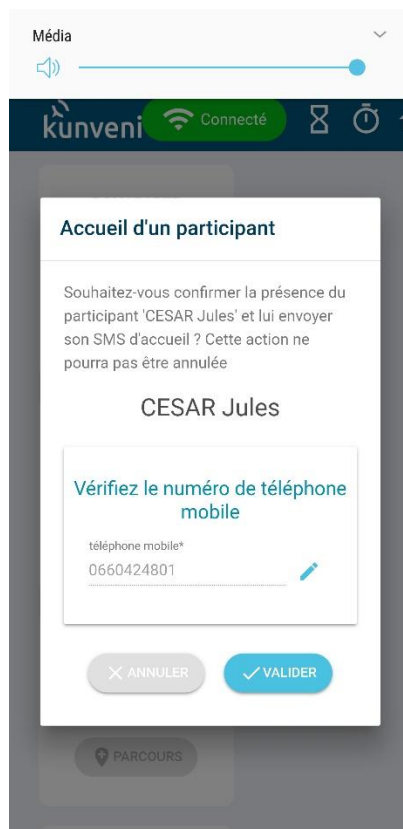 Média
kunveni
Connecté
Accueil d'un participant
Souhaitez-vous confirmer la présence du
participant 'CESAR Jules' et lui envoyer
son SMS d'accueil ? Cette action ne
pourra pas être annulée
CESAR Jules
Vérifiez le numéro de téléphone
mobile
téléphone mobile*
0660424801
ANNULER
VALIDER
PARCOURS